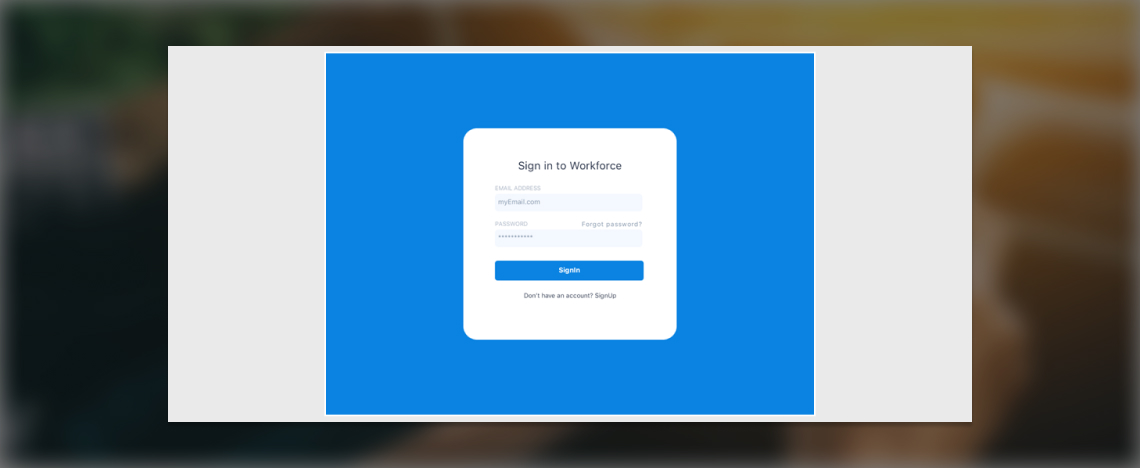 Sign in to Workforce
EMAIL ADDRESS
myEmail.com
PASSWORD Forgot password?
***********
SignIn
Don't have an account? SignUp